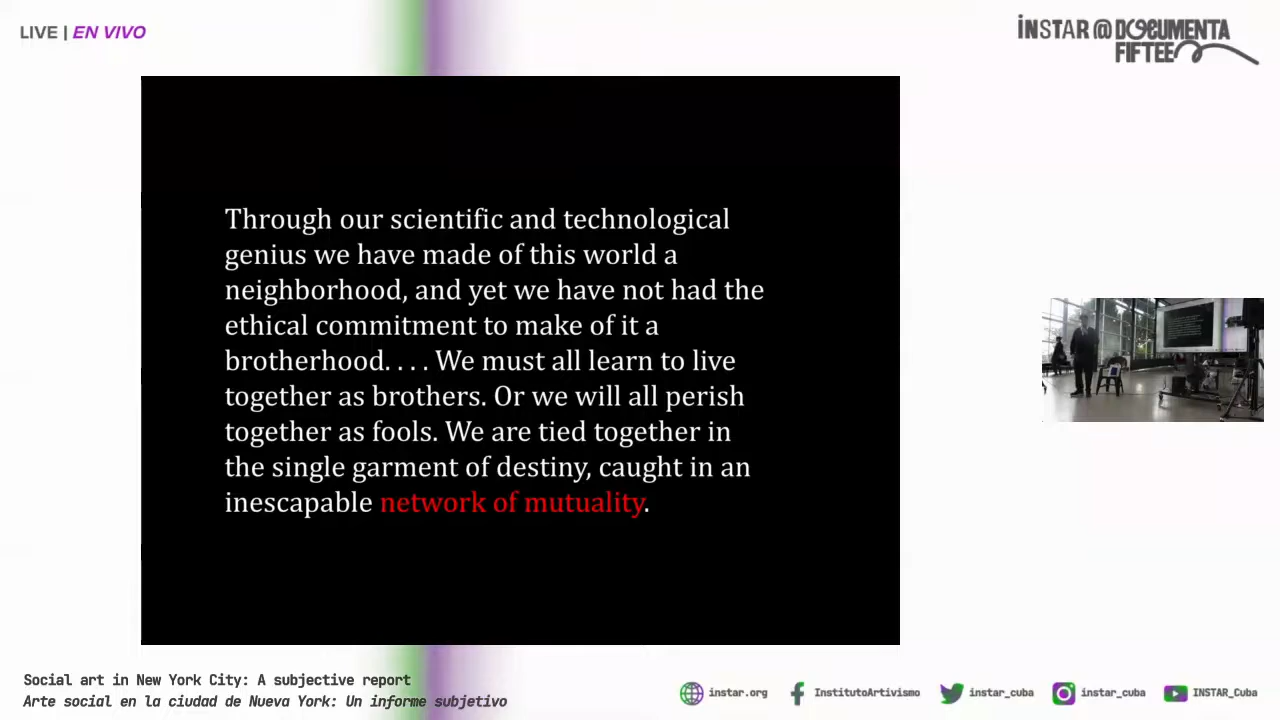 LIVE | EN VIVO
INSTAR @ DOCUMENTA
FIFTEE
Through our scientific and technological
genius we have made of this world a
neighborhood, and yet we have not had the
ethical commitment to make of it a
brotherhood. . . . We must all learn to live
together as brothers. Or we will all perish
together as fools. We are tied together in
the single garment of destiny, caught in an
inescapable network of mutuality.
Social art in New York City: A subjective report
Arte social en la ciudad de Nueva York: Un informe subjetivo
instar.org
InstitutoArtivismo
instar_cuba
instar_cuba
INSTAR_Cuba